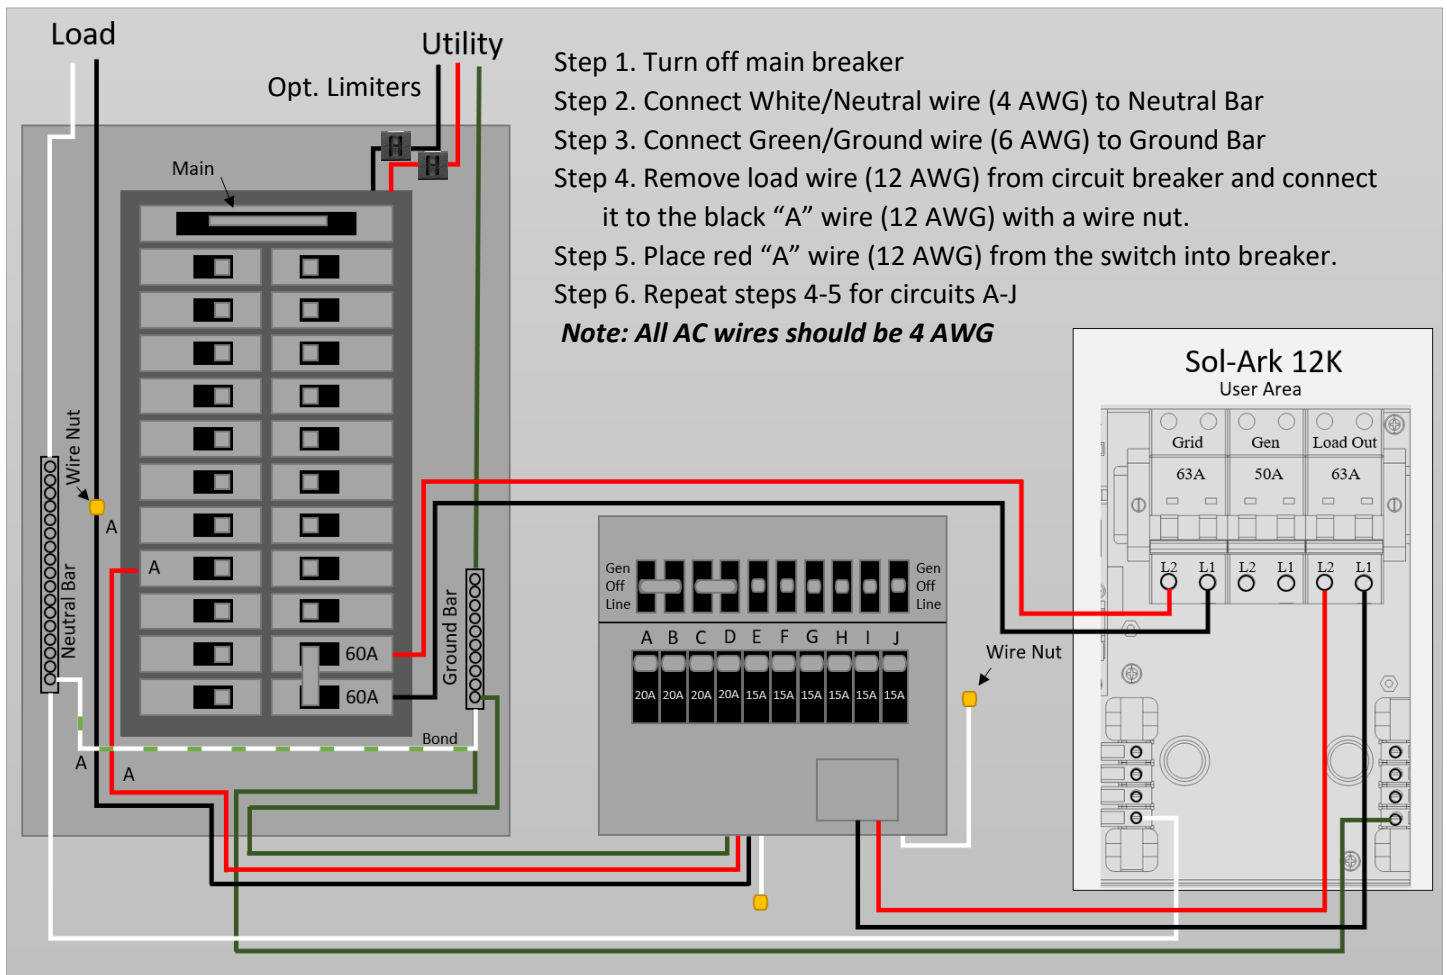 Load
Utility
Opt. Limiters
Step 1. Turn off main breaker
Step 2. Connect White/Neutral wire (4 AWG) to Neutral Bar
Step 3. Connect Green/Ground wire (6 AWG) to Ground Bar
Step 4. Remove load wire (12 AWG) from circuit breaker and connect
it to the black “A” wire (12 AWG) with a wire nut.
Step 5. Place red “A” wire (12 AWG) from the switch into breaker.
Step 6. Repeat steps 4-5 for circuits A-J
Note: All AC wires should be 4 AWG
H
H
Main
Wire Nut
A
A
Neutral Bar
Ground Bar
60A
60A
Bond
A
A
Gen
Off
Line
Gen
Off
Line
A B C D E F G H I J
20A 20A 20A 20A 15A 15A 15A 15A 15A 15A
Wire Nut
Sol-Ark 12K
User Area
Grid Gen Load Out
63A 50A 63A
L2 L1 L2 L1 L2 L1